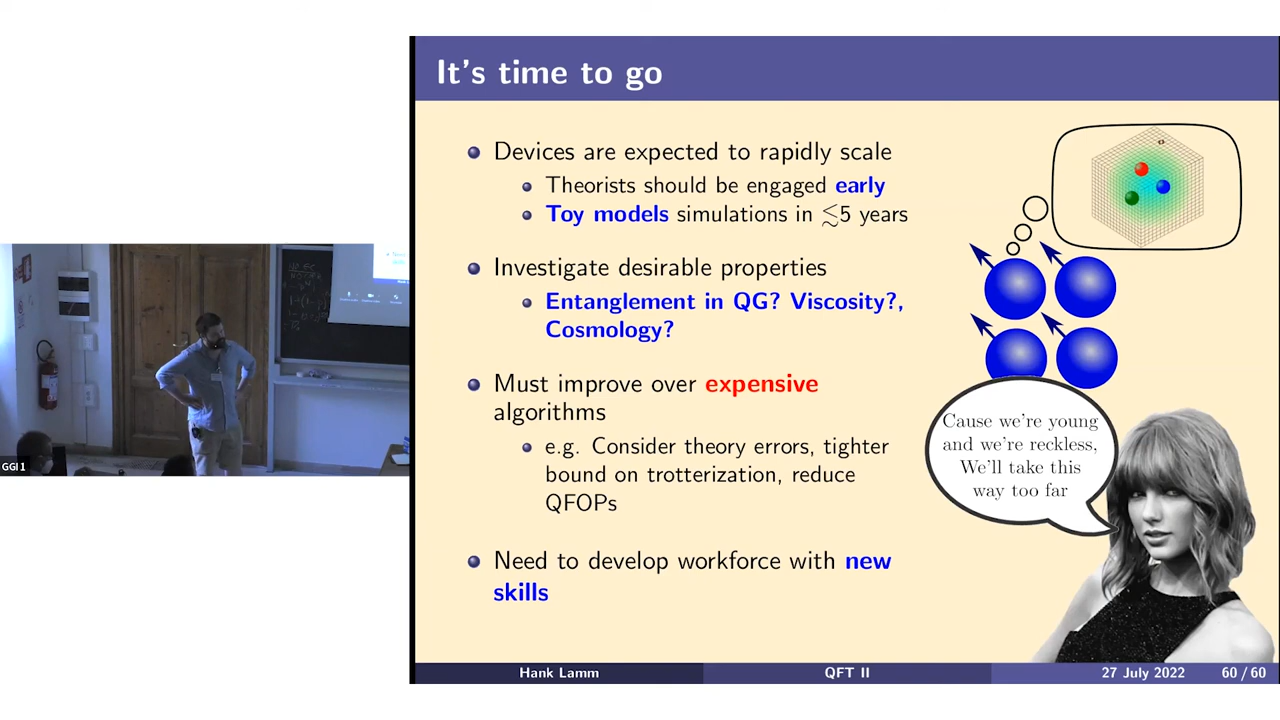 It's time to go
Devices are expected to rapidly scale
Theorists should be engaged early
Toy models simulations in ≲5 years
Investigate desirable properties
Entanglement in QG? Viscosity?,
Cosmology?
Must improve over expensive
algorithms
e.g. Consider theory errors, tighter
bound on trotterization, reduce
QFOPs
Need to develop workforce with new
skills
Cause we're young
and we're reckless,
We'll take this
way too far
Hank Lamm
QFT II
27 July 2022
60 / 60
GGI 1